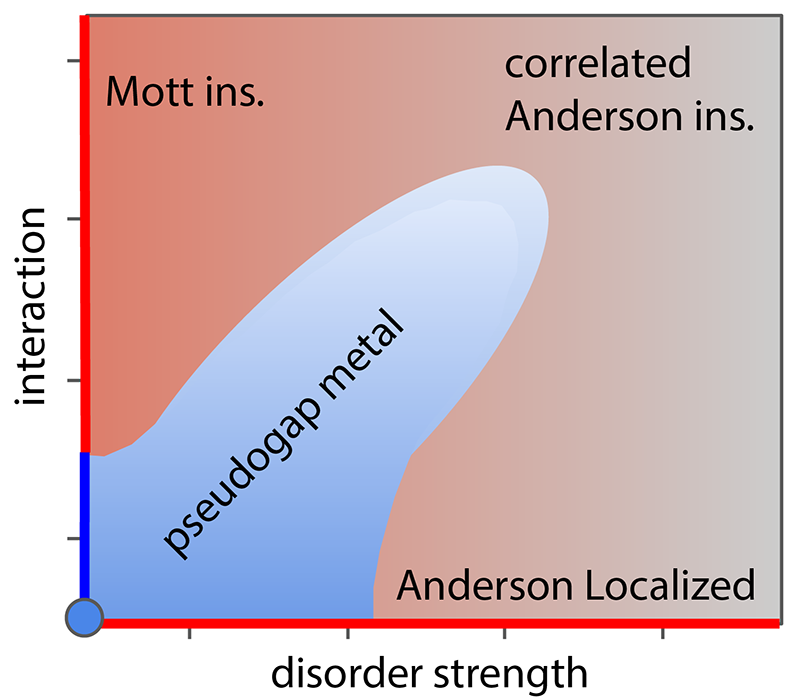 Mott ins.
correlated
Anderson ins.
interaction
pseudogap metal
Anderson Localized
disorder strength